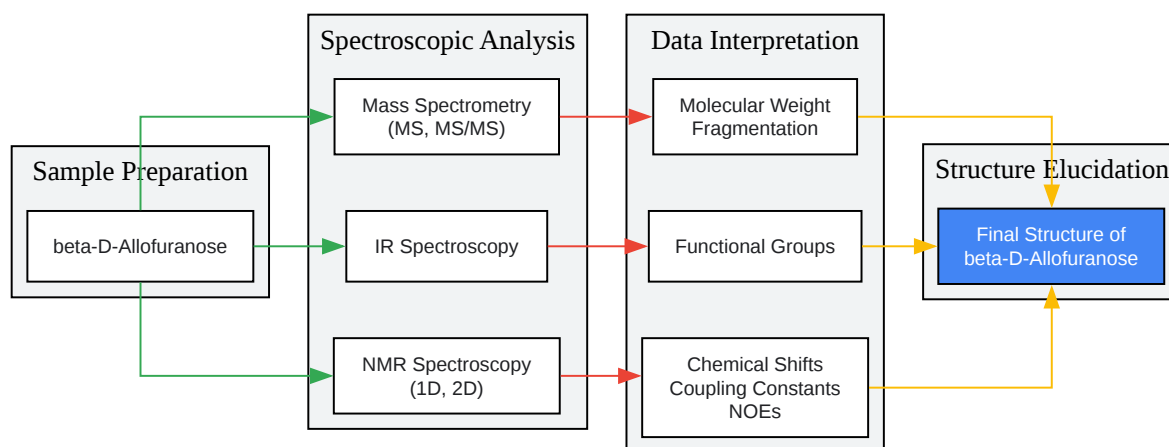 Sample Preparation
beta-D-Allofuranose
Spectroscopic Analysis
Mass Spectrometry
(MS, MS/MS)
IR Spectroscopy
NMR Spectroscopy
(1D, 2D)
Data Interpretation
Molecular Weight
Fragmentation
Functional Groups
Chemical Shifts
Coupling Constants
NOEs
Structure Elucidation
Final Structure of
beta-D-Allofuranose